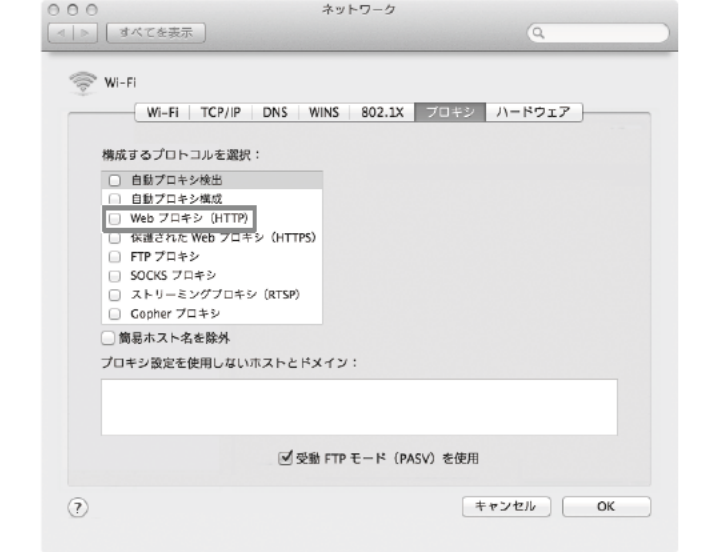 ネットワーク
すべてを表示
Wi-Fi
Wi-Fi TCP/IP DNS WINS 802.1X プロキシ ハードウェア
構成するプロトコルを選択：
自動プロキシ検出
自動プロキシ構成
Web プロキシ（HTTP）
保護された Web プロキシ（HTTPS）
FTP プロキシ
SOCKS プロキシ
ストリーミングプロキシ（RTSP）
Gopher プロキシ
簡易ホスト名を除外
プロキシ設定を使用しないホストとドメイン：
受動 FTP モード（PASV）を使用
? キャンセル OK